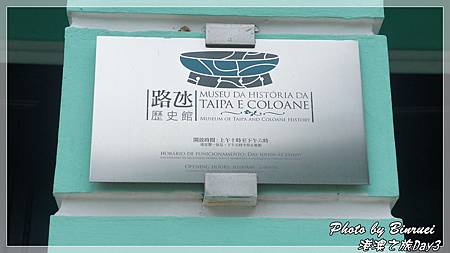 路氹
歷史館
MUSEU DA HISTÓRIA DA
TAIPA E COLOANE
MUSEUM OF TAIPA AND COLOANE HISTORY
開放時間：上午十時至下午六時
HORÁRIO DE FUNCIONAMENTO: DAS
OPENING HOURS:
Photo by Binruei
港澳之旅Day3